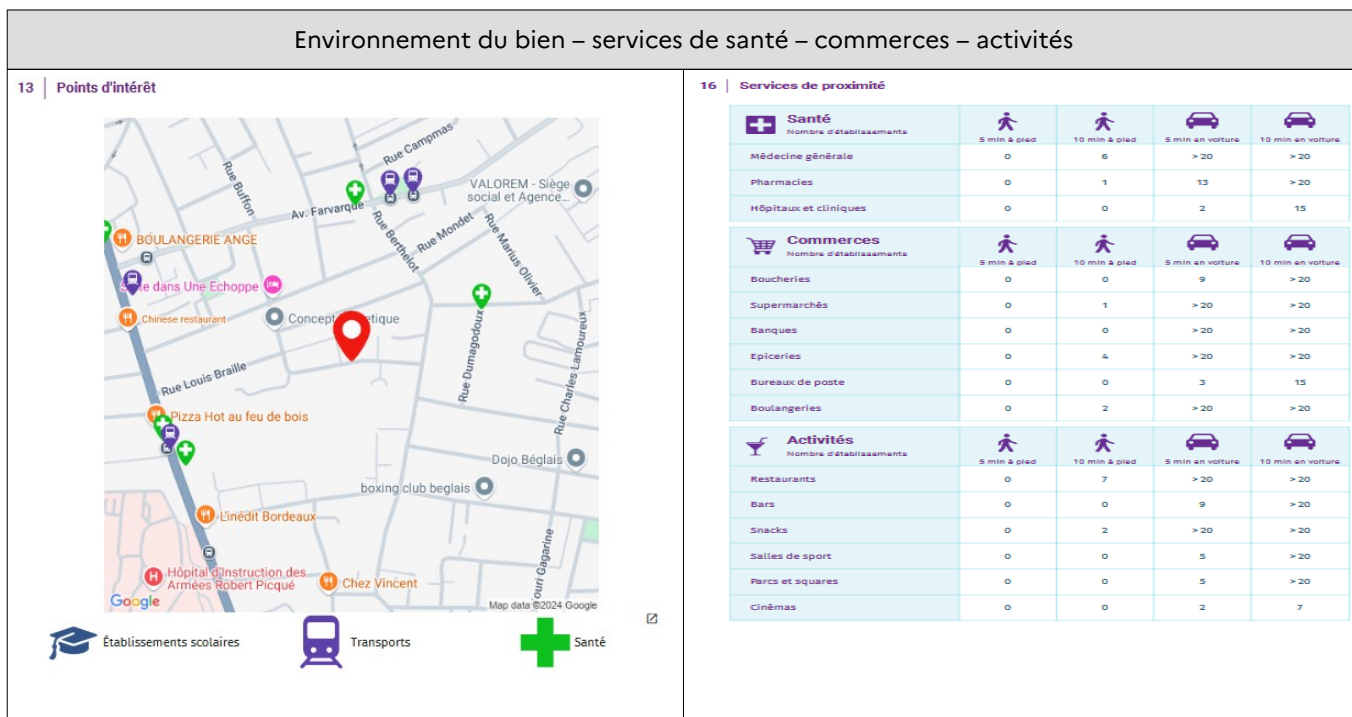 Environnement du bien – services de santé – commerces – activités
13 | Points d'intérêt
Rue Campmas
Rue Buffon
VALOREM - Siège
social et Agence...
Av. Farvarque
Rue Berthelot
Rue Mondet
Rue Marius Olivier
BOULANGERIE ANGE
dans Une Echoppe
Chinese restaurant
Concept
etique
Rue Louis Braille
Rue Dumagodoux
Rue Charles Lamoureux
Pizza Hot au feu de bois
Dojo Béglais
boxing club beglais
L'inédit Bordeaux
Hôpital d'Instruction des
Armées Robert Picqué
Chez Vincent
ouri Gagarine
Google
Map data ©2024 Google
Établissements scolaires
Transports
Santé
16 | Services de proximité
Santé
Nombre d'établissements
5 min à pied 10 min à pied 5 min en voiture 10 min en voiture
Médecine générale 0 6 > 20 > 20
Pharmacies 0 1 13 > 20
Hôpitaux et cliniques 0 0 2 15
Commerces
Nombre d'établissements
5 min à pied 10 min à pied 5 min en voiture 10 min en voiture
Boucheries 0 0 9 > 20
Supermarchés 0 1 > 20 > 20
Banques 0 0 > 20 > 20
Epiceries 0 4 > 20 > 20
Bureaux de poste 0 0 3 15
Boulangeries 0 2 > 20 > 20
Activités
Nombre d'établissements
5 min à pied 10 min à pied 5 min en voiture 10 min en voiture
Restaurants 0 7 > 20 > 20
Bars 0 0 9 > 20
Snacks 0 2 > 20 > 20
Salles de sport 0 0 5 > 20
Parcs et squares 0 0 5 > 20
Cinémas 0 0 2 7